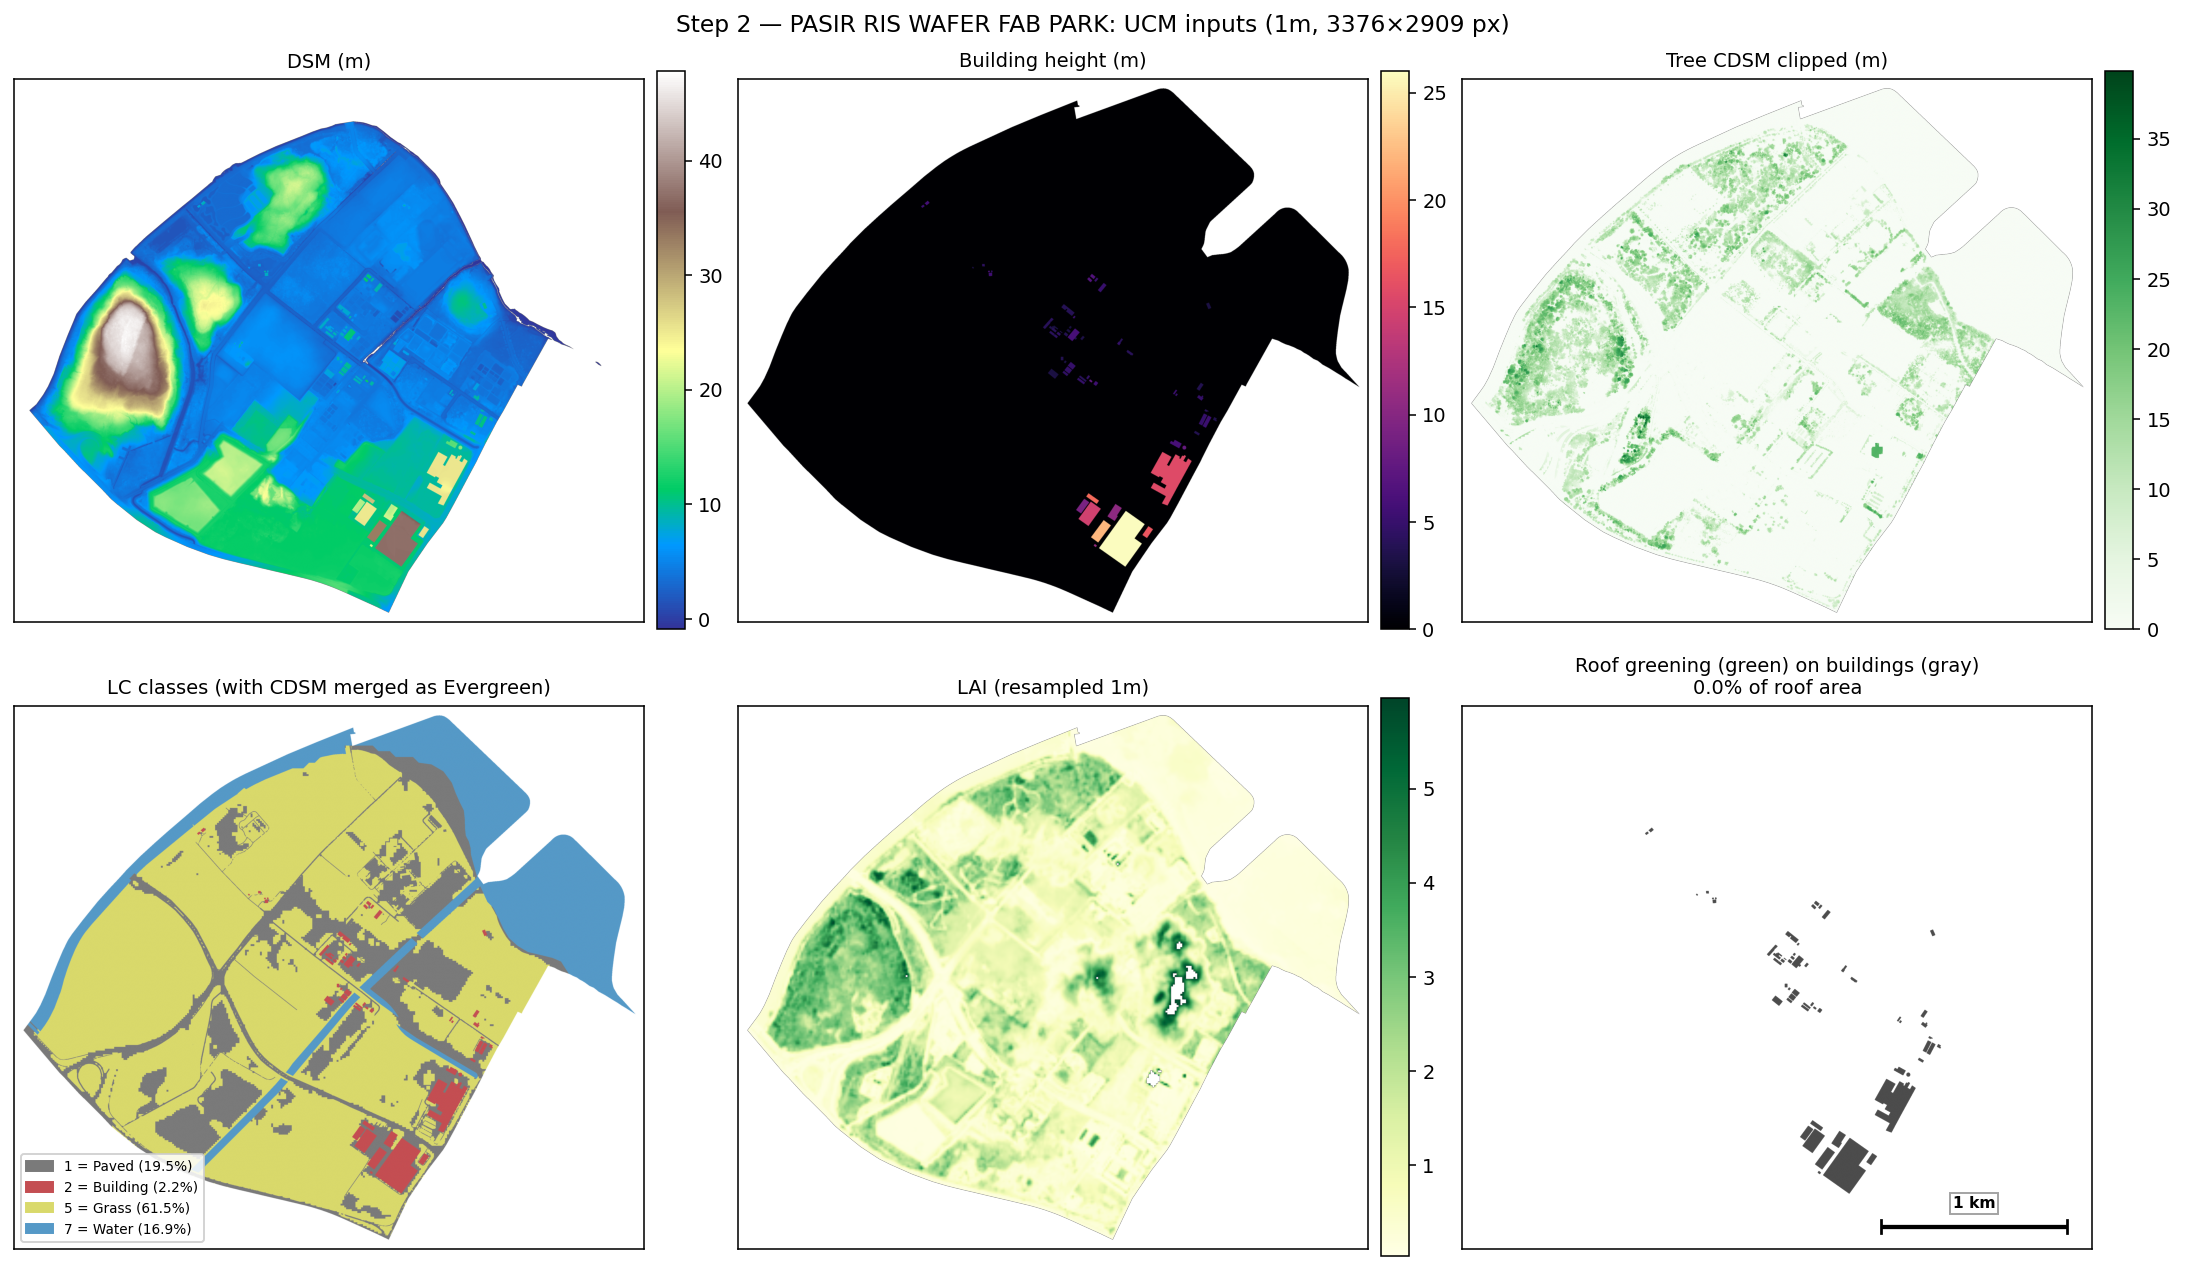 Step 2 — PASIR RIS WAFER FAB PARK: UCM inputs (1m, 3376×2909 px)
DSM (m)
40
30
20
10
0
Building height (m)
25
20
15
10
5
0
Tree CDSM clipped (m)
35
30
25
20
15
10
5
0
LC classes (with CDSM merged as Evergreen)
1 = Paved (19.5%)
2 = Building (2.2%)
5 = Grass (61.5%)
7 = Water (16.9%)
LAI (resampled 1m)
5
4
3
2
1
Roof greening (green) on buildings (gray)
0.0% of roof area
1 km